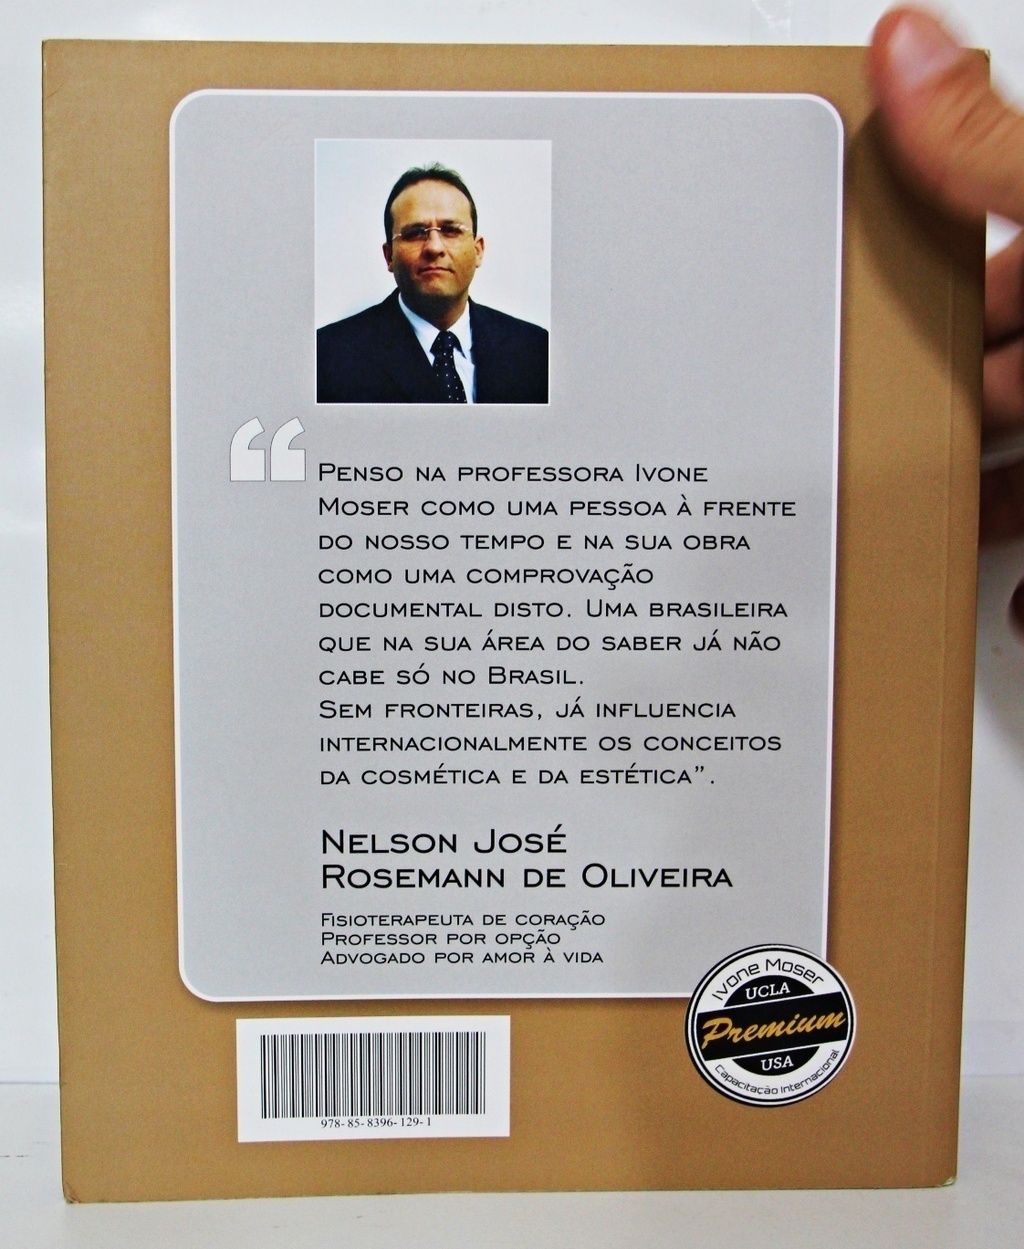 “PENSO NA PROFESSORA IVONE
MOSER COMO UMA PESSOA À FRENTE
DO NOSSO TEMPO E NA SUA OBRA
COMO UMA COMPROVAÇÃO
DOCUMENTAL DISTO. UMA BRASILEIRA
QUE NA SUA ÁREA DO SABER JÁ NÃO
CABE SÓ NO BRASIL.
SEM FRONTEIRAS, JÁ INFLUENCIA
INTERNACIONALMENTE OS CONCEITOS
DA COSMÉTICA E DA ESTÉTICA”.
NELSON JOSÉ
ROSEMANN DE OLIVEIRA
FISIOTERAPEUTA DE CORAÇÃO
PROFESSOR POR OPÇÃO
ADVOGADO POR AMOR À VIDA
Ivone Moser
UCLA
Premium
USA
Capacitação Internacional
978-85-8396-129-1